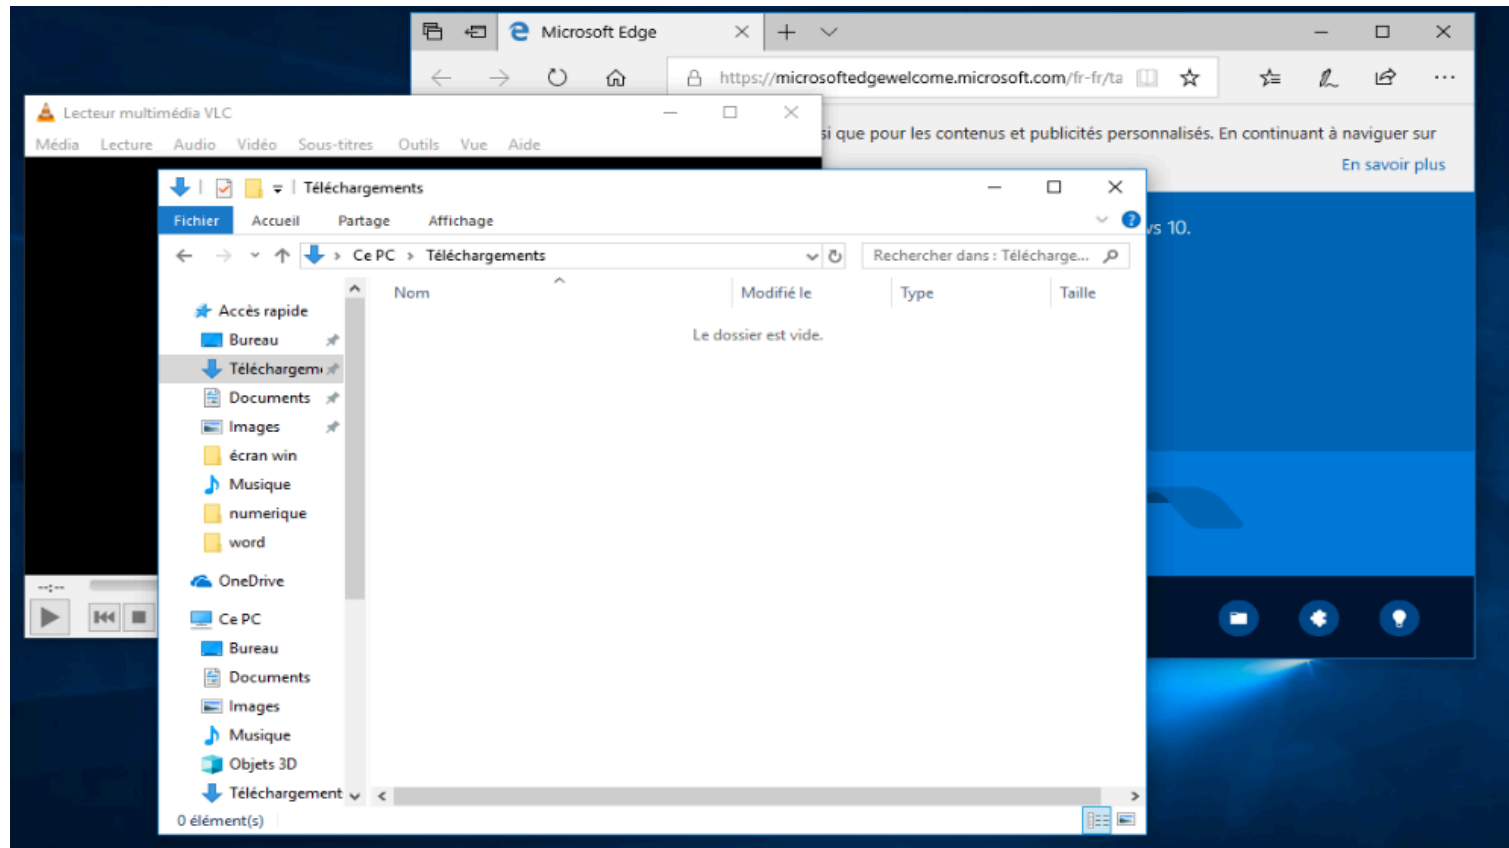 Microsoft Edge
https://microsoftedgewelcome.microsoft.com/fr-fr/ta
Lecteur multimédia VLC
Média Lecture Audio Vidéo Sous-titres Outils Vue Aide
si que pour les contenus et publicités personnalisés. En continuant à naviguer sur
En savoir plus
Téléchargements
Fichier Accueil Partage Affichage
10.
Ce PC > Téléchargements
Rechercher dans : Télécharge...
Nom Modifié le Type Taille
Le dossier est vide.
Accès rapide
Bureau
Téléchargem
Documents
Images
écran win
Musique
numerique
word
OneDrive
Ce PC
Bureau
Documents
Images
Musique
Objets 3D
Téléchargement
0 élément(s)
--:--